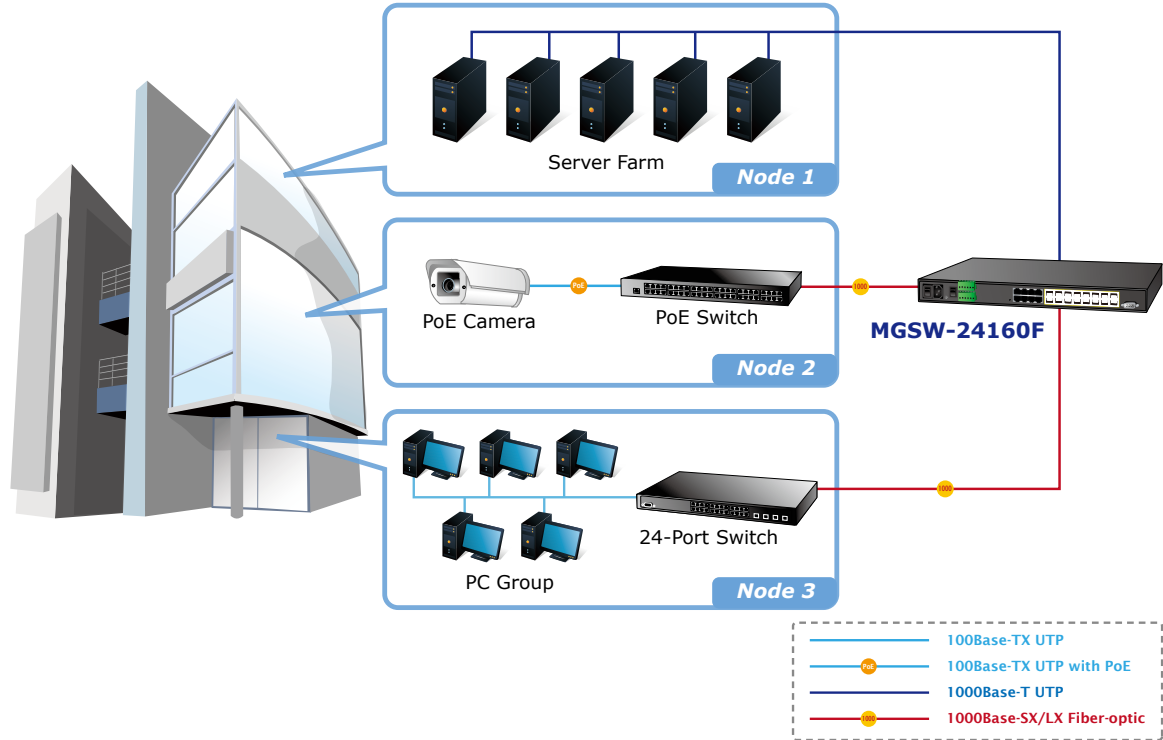 Server Farm
Node 1
PoE
1000
PoE Camera
PoE Switch
MGSW-24160F
Node 2
1000
24-Port Switch
PC Group
Node 3
100Base-TX UTP
PoE
100Base-TX UTP with PoE
1000Base-T UTP
1000
1000Base-SX/LX Fiber-optic